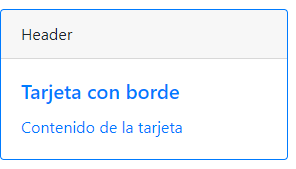 Header
Tarjeta con borde
Contenido de la tarjeta